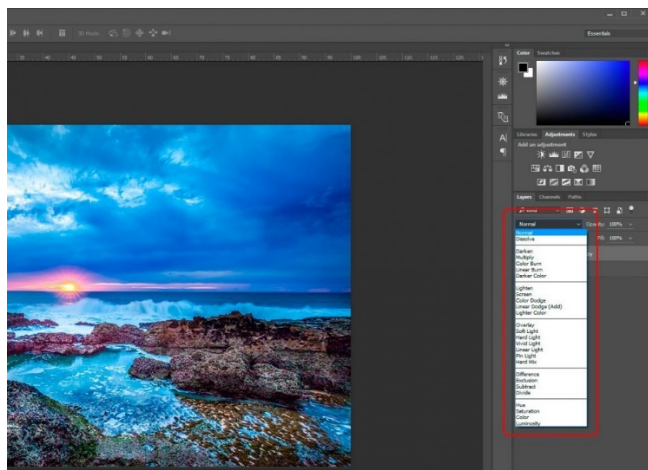 3D Mode:
Essentials
Color Swatches
Libraries Adjustments Styles
Add an adjustment
Layers Channels Paths
Normal Opacity: 100%
Normal
Dissolve
Fill: 100%
Darken
Multiply
Color Burn
Linear Burn
Darker Color
Lighten
Screen
Color Dodge
Linear Dodge (Add)
Lighter Color
Overlay
Soft Light
Hard Light
Vivid Light
Linear Light
Pin Light
Hard Mix
Difference
Exclusion
Subtract
Divide
Hue
Saturation
Color
Luminosity